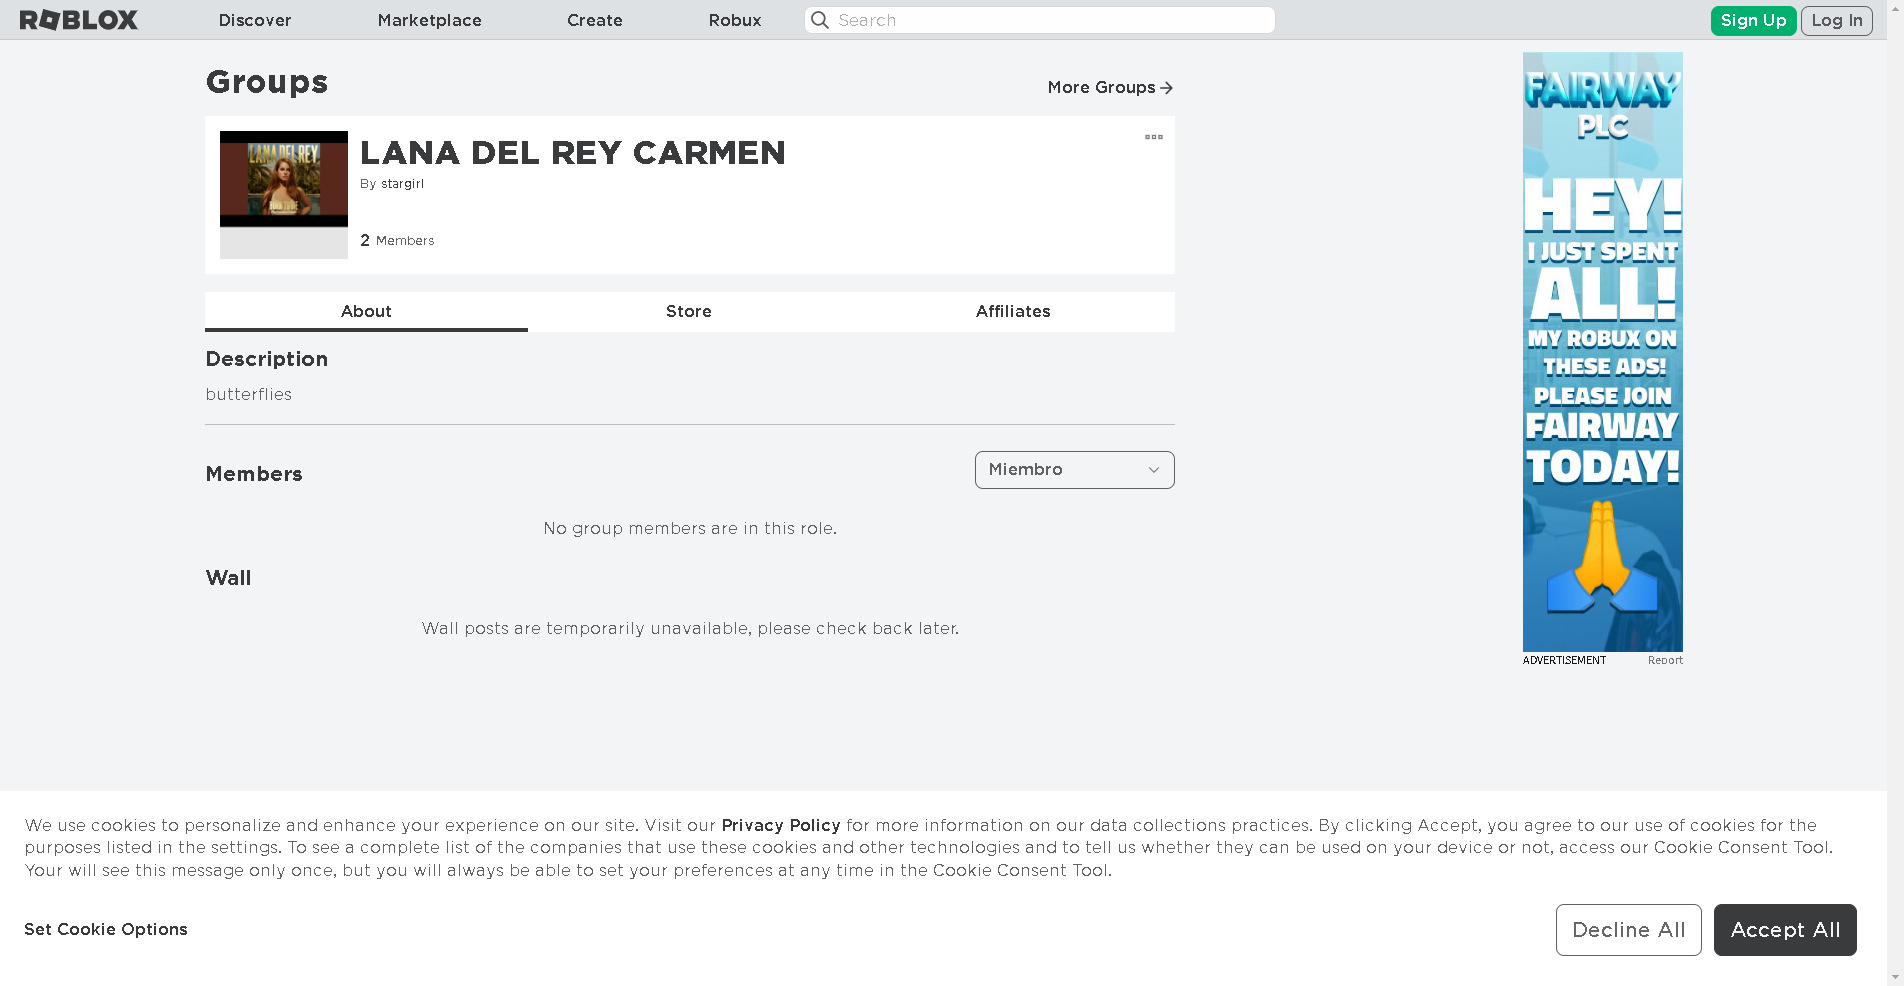 ROBLOX
Discover
Marketplace
Create
Robux
Search
Sign Up
Log In
Groups
More Groups
LANA DEL REY
LANA DEL REY CARMEN
By stargirl
2 Members
About
Store
Affiliates
Description
butterflies
Members
Miembro
No group members are in this role.
Wall
Wall posts are temporarily unavailable, please check back later.
FAIRWAY
PLC
HEY!
I JUST SPENT
ALL!
MY ROBUX ON
THESE ADS!
PLEASE JOIN
FAIRWAY
TODAY!
ADVERTISEMENT
Report
We use cookies to personalize and enhance your experience on our site. Visit our Privacy Policy for more information on our data collections practices. By clicking Accept, you agree to our use of cookies for the
purposes listed in the settings. To see a complete list of the companies that use these cookies and other technologies and to tell us whether they can be used on your device or not, access our Cookie Consent Tool.
Your will see this message only once, but you will always be able to set your preferences at any time in the Cookie Consent Tool.
Set Cookie Options
Decline All
Accept All